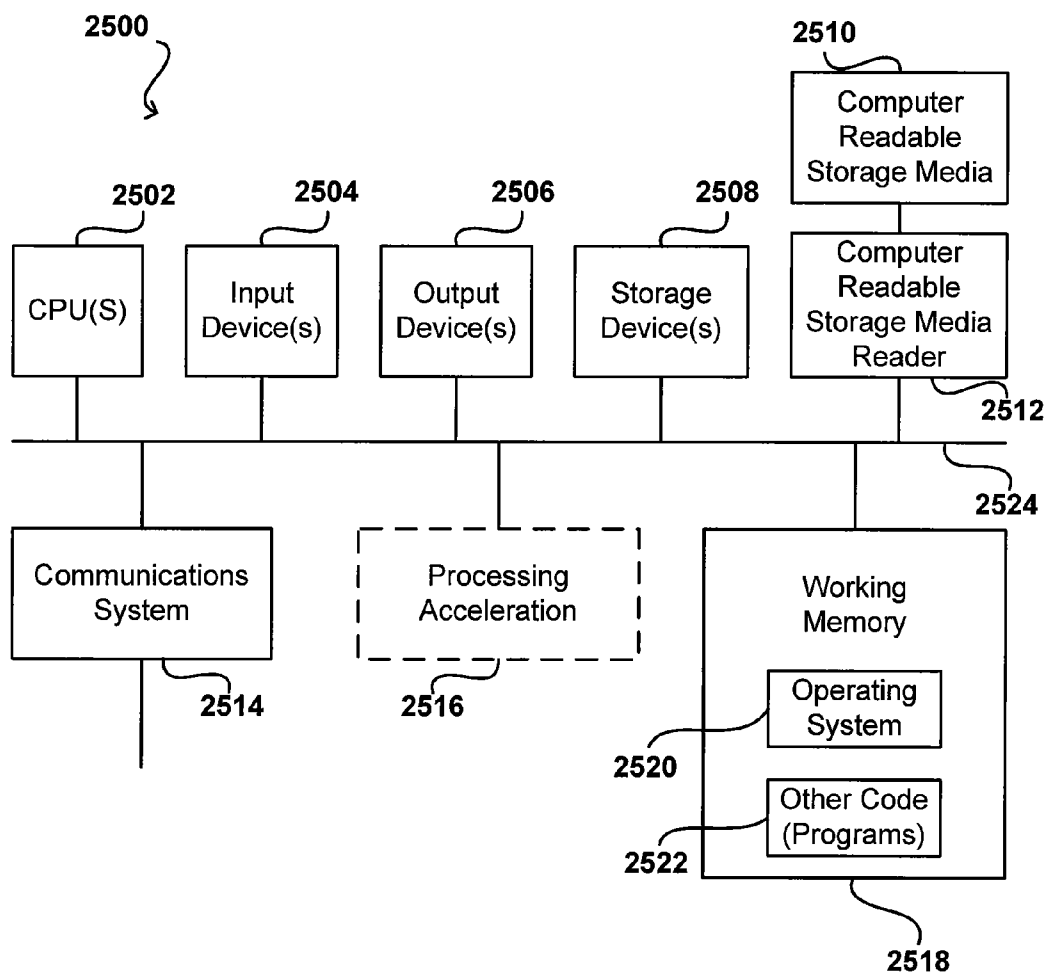 2500
2510
Computer
Readable
Storage Media
2502
2504
2506
2508
CPU(S)
Input
Device(s)
Output
Device(s)
Storage
Device(s)
Computer
Readable
Storage Media
Reader
2512
2524
Communications
System
2514
Processing
Acceleration
2516
Working
Memory
Operating
System
2520
Other Code
(Programs)
2522
2518